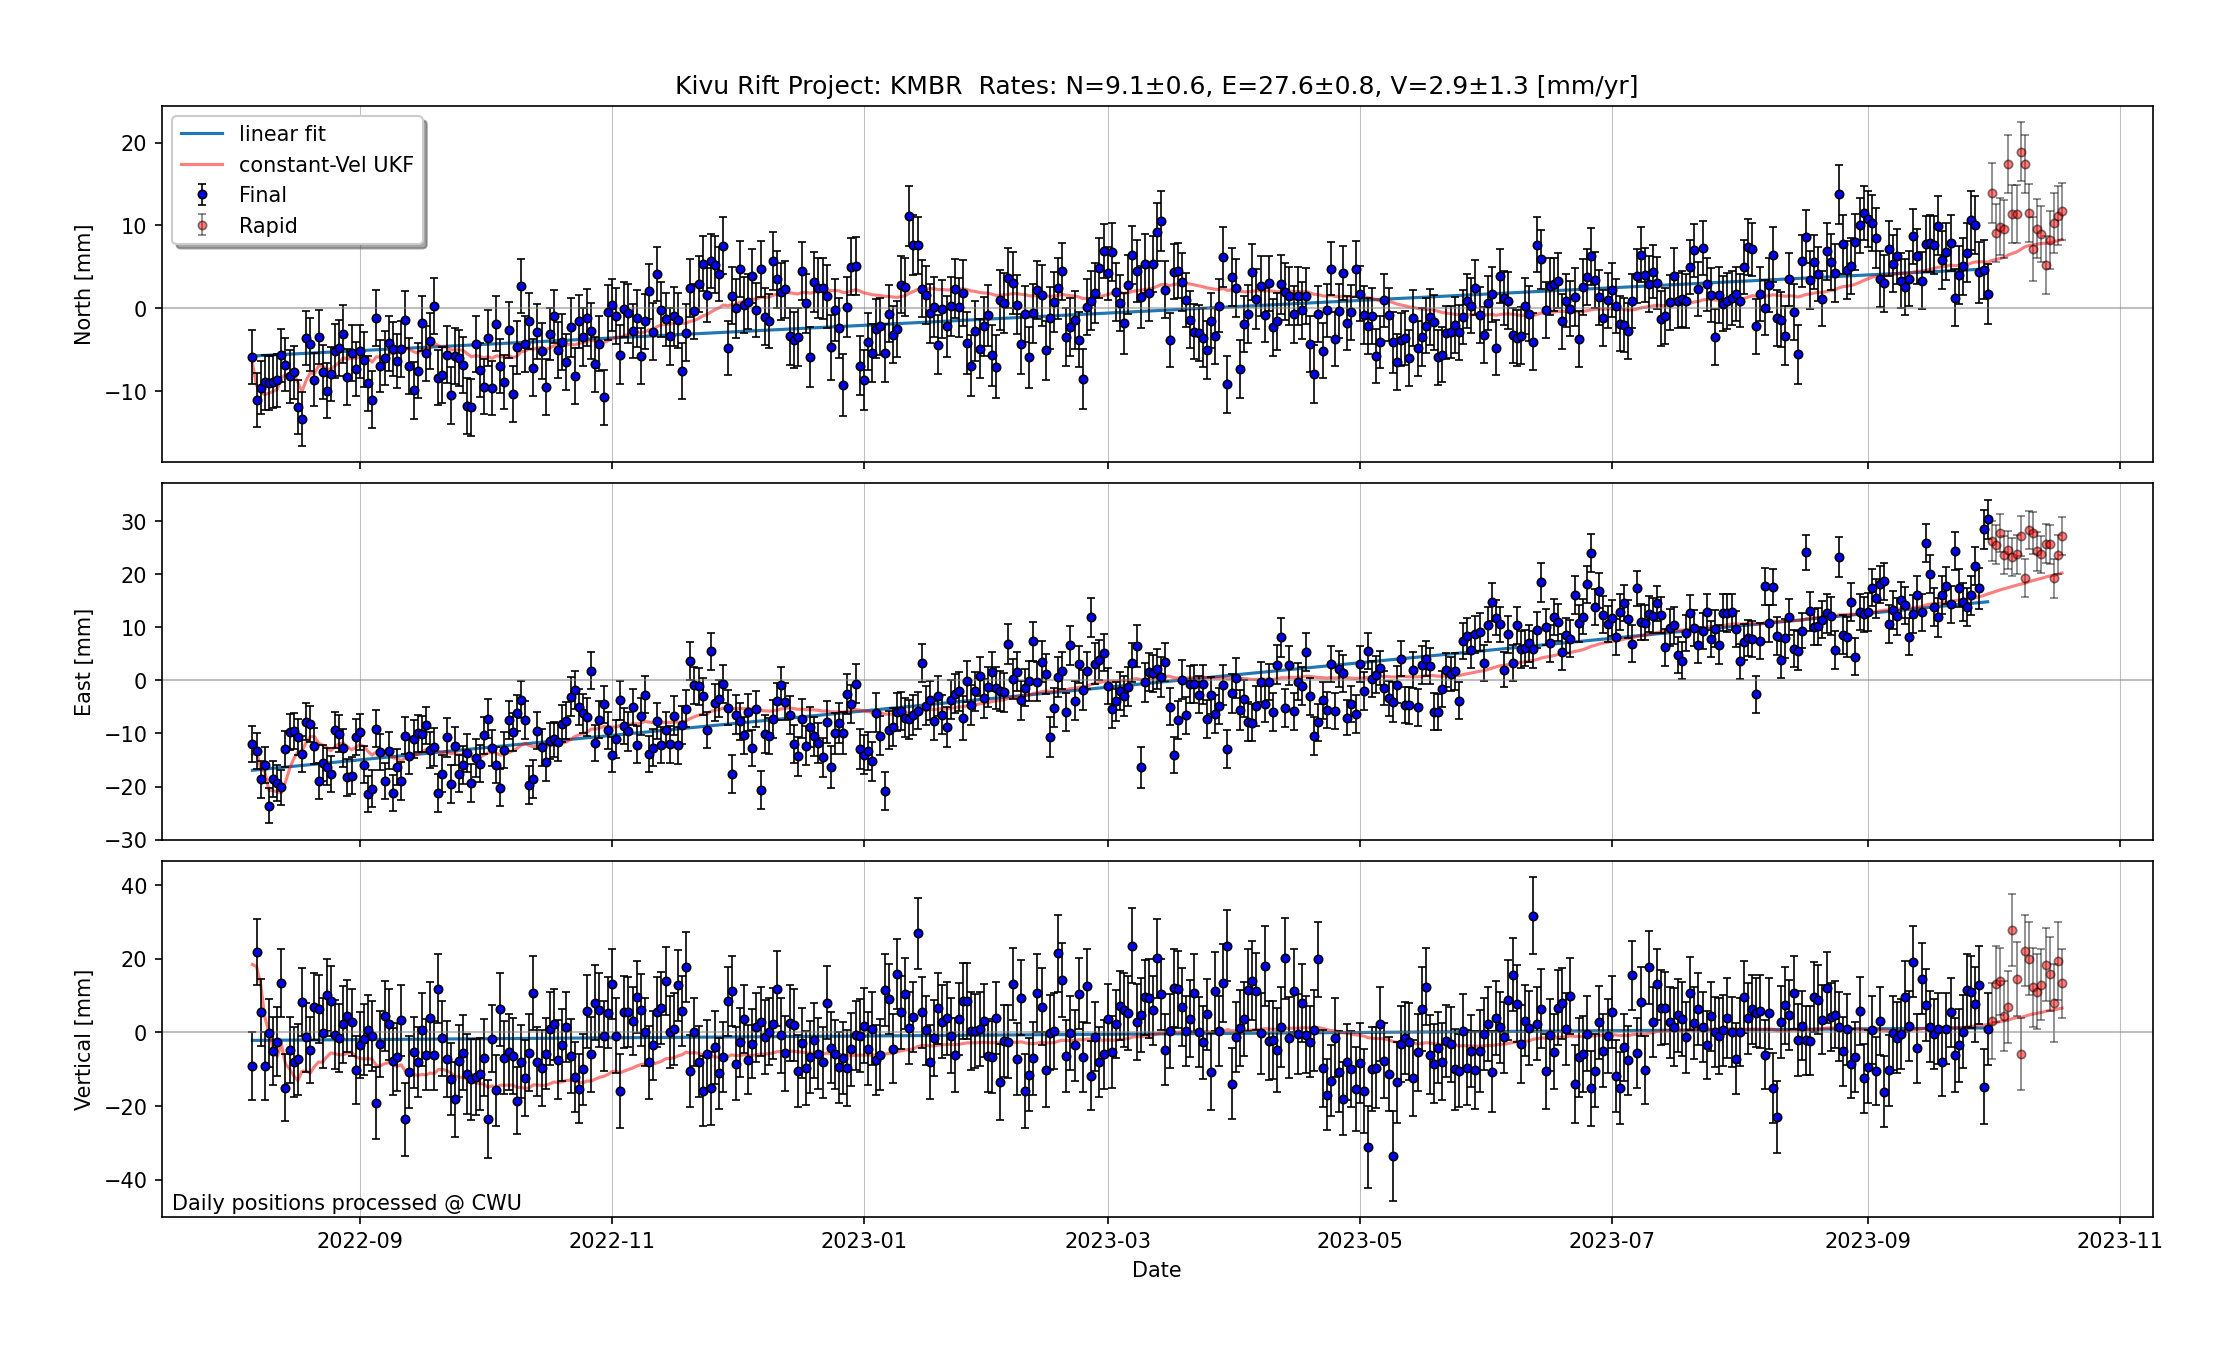 Kivu Rift Project: KMBR  Rates: N=9.1±0.6, E=27.6±0.8, V=2.9±1.3 [mm/yr]
linear fit
constant-Vel UKF
Final
Rapid
North [mm]
20
10
0
−10
East [mm]
30
20
10
0
−10
−20
−30
Vertical [mm]
40
20
0
−20
−40
Daily positions processed @ CWU
2022-09 2022-11 2023-01 2023-03 2023-05 2023-07 2023-09 2023-11
Date